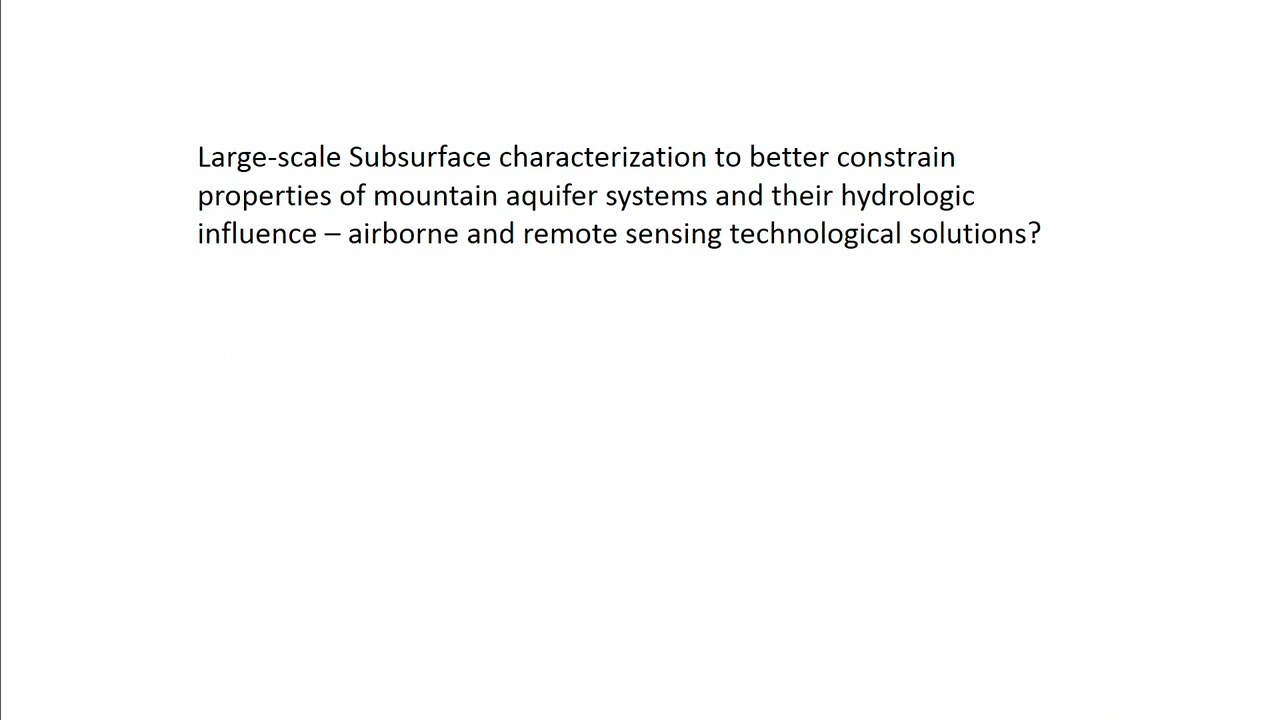 Large-scale Subsurface characterization to better constrain
properties of mountain aquifer systems and their hydrologic
influence – airborne and remote sensing technological solutions?